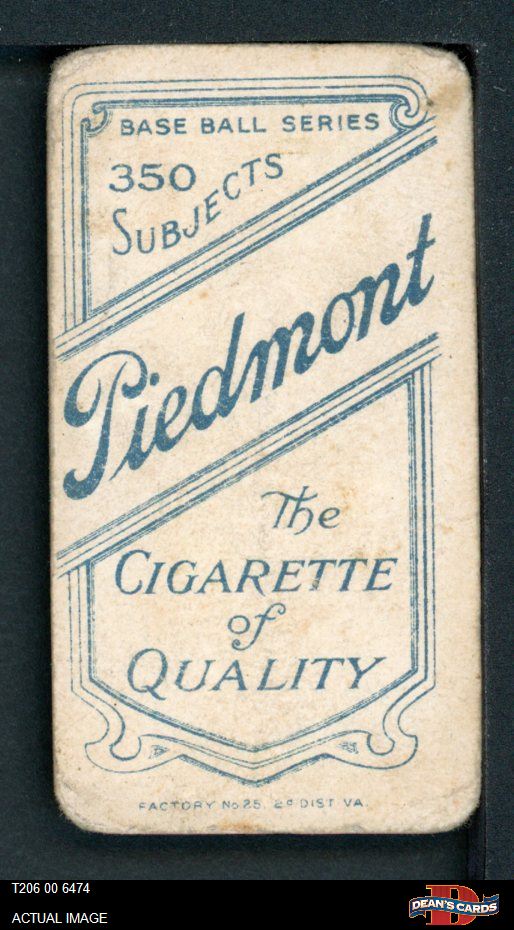 BASE BALL SERIES
350
SUBJECTS
Piedmont
The
CIGARETTE
of
QUALITY
FACTORY No 25. 2d DIST VA.
T206 00 6474
ACTUAL IMAGE
D
DEAN'S CARDS